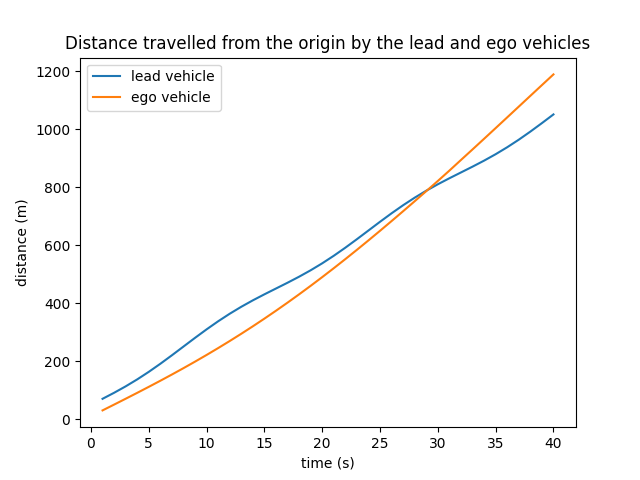 Distance travelled from the origin by the lead and ego vehicles
lead vehicle
ego vehicle
1200
1000
800
600
400
200
0
distance (m)
0 5 10 15 20 25 30 35 40
time (s)